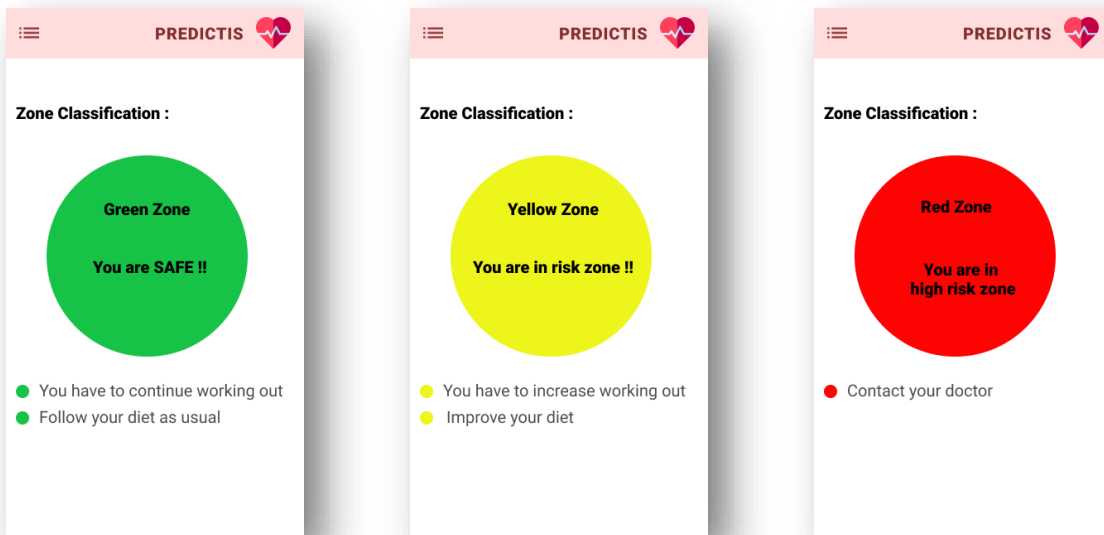 PREDICTIS
Zone Classification :
Green Zone
You are SAFE !!
You have to continue working out
Follow your diet as usual
PREDICTIS
Zone Classification :
Yellow Zone
You are in risk zone !!
You have to increase working out
Improve your diet
PREDICTIS
Zone Classification :
Red Zone
You are in
high risk zone
Contact your doctor